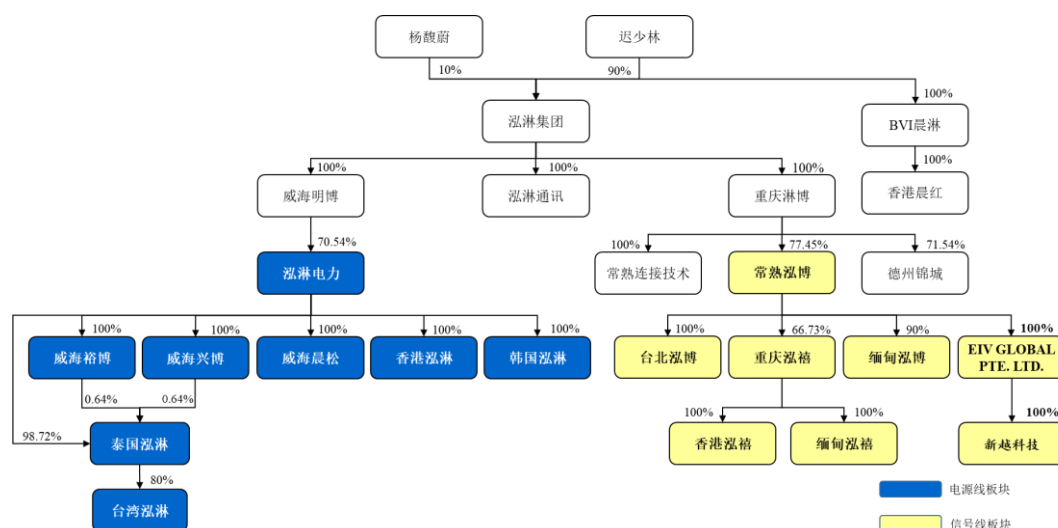 杨馥蔚
迟少林
10%
90%
100%
泓淋集团
BVI晨淋
100%
100%
100%
100%
威海明博
泓淋通讯
重庆淋博
香港晨红
70.54%
100%
77.45%
71.54%
泓淋电力
常熟连接技术
常熟泓博
德州锦城
100%
100%
100%
100%
100%
100%
66.73%
90%
100%
威海裕博
威海兴博
威海晨松
香港泓淋
韩国泓淋
台北泓博
重庆泓禧
缅甸泓博
EIV GLOBAL
PTE. LTD.
0.64%
0.64%
100%
100%
100%
98.72%
泰国泓淋
香港泓禧
缅甸泓禧
新越科技
80%
台湾泓淋
电源线板块
信号线板块